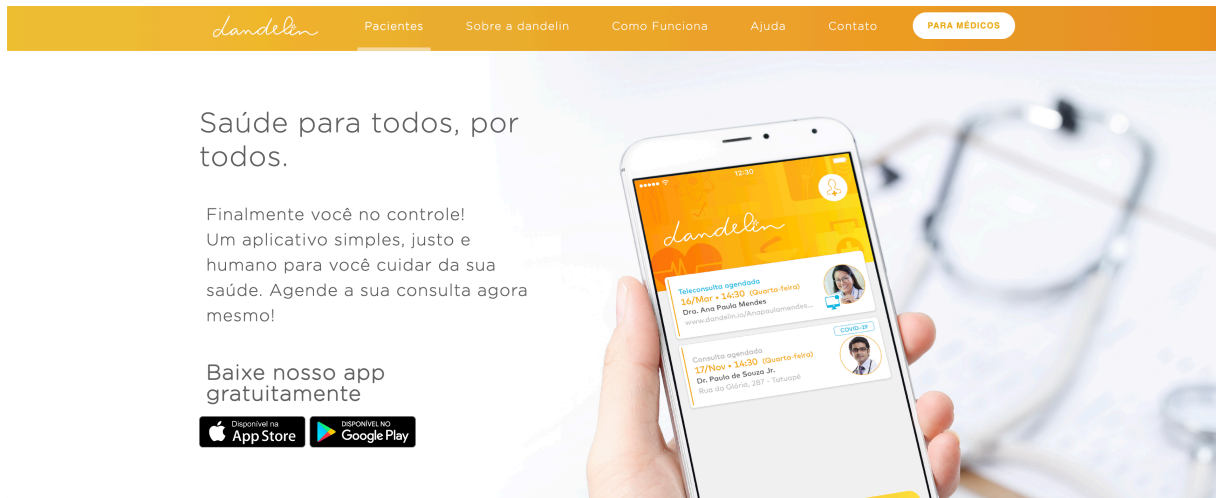 dandelin
Pacientes
Sobre a dandelin
Como Funciona
Ajuda
Contato
PARA MÉDICOS
Saúde para todos, por
todos.
Finalmente você no controle!
Um aplicativo simples, justo e
humano para você cuidar da sua
saúde. Agende a sua consulta agora
mesmo!
Baixe nosso app
gratuitamente
Disponível na
App Store
DISPONÍVEL NO
Google Play
12:30
dandelin
Teleconsulta agendada
16/Mar • 14:30 (Quarta-feira)
Dra. Ana Paula Mendes
www.dandelin.io/Anapaulamendes...
COVID-19
Consulta agendada
17/Nov • 14:30 (Quarta-feira)
Dr. Paulo de Souza Jr.
Rua da Glória, 287 - Tatuapé